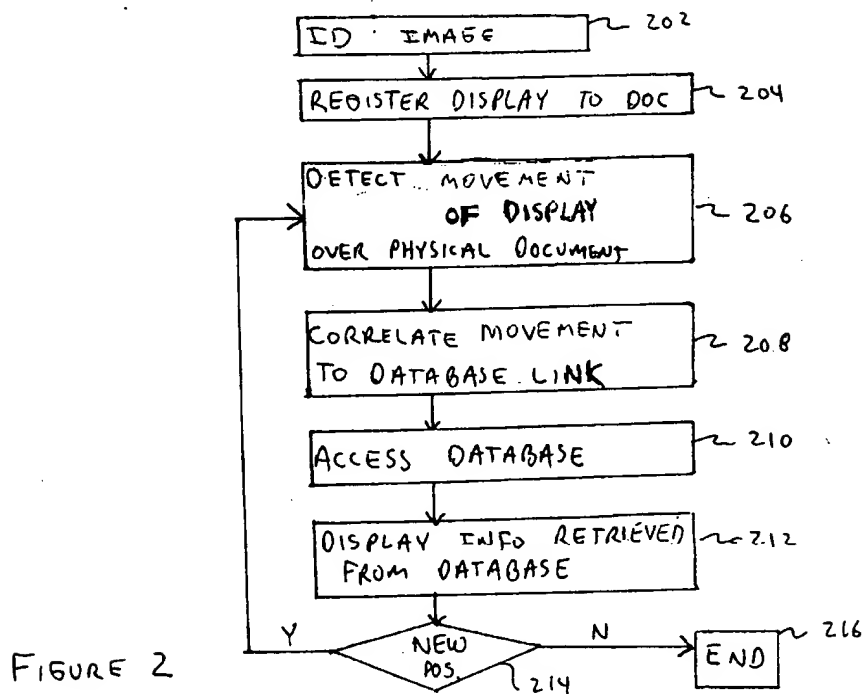 ID IMAGE
202
REGISTER DISPLAY TO DOC
204
DETECT MOVEMENT
OF DISPLAY
OVER PHYSICAL DOCUMENT
206
CORRELATE MOVEMENT
TO DATABASE LINK
208
ACCESS DATABASE
210
DISPLAY INFO RETRIEVED
FROM DATABASE
212
Y
NEW
POS.
N
214
END
216
FIGURE 2